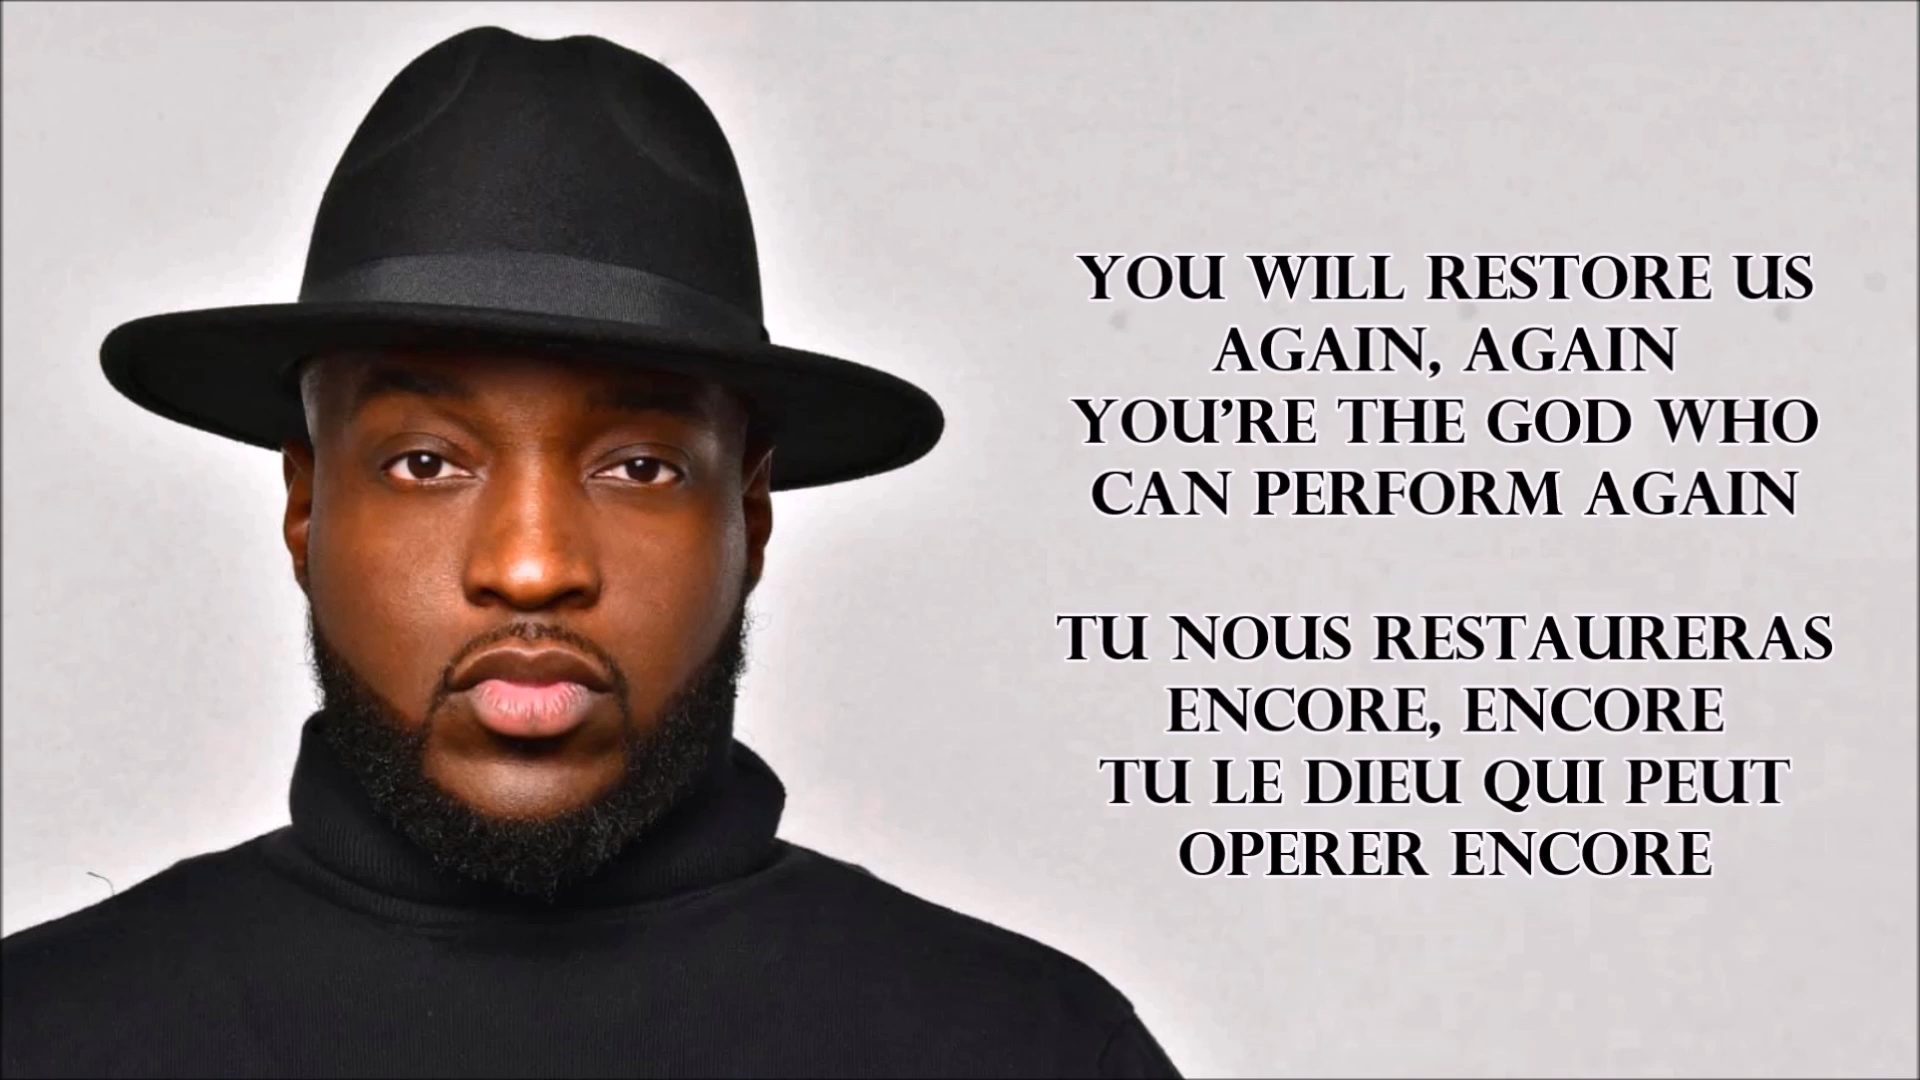 YOU WILL RESTORE US
AGAIN, AGAIN
YOU'RE THE GOD WHO
CAN PERFORM AGAIN
TU NOUS RESTAURERAS
ENCORE, ENCORE
TU LE DIEU QUI PEUT
OPERER ENCORE